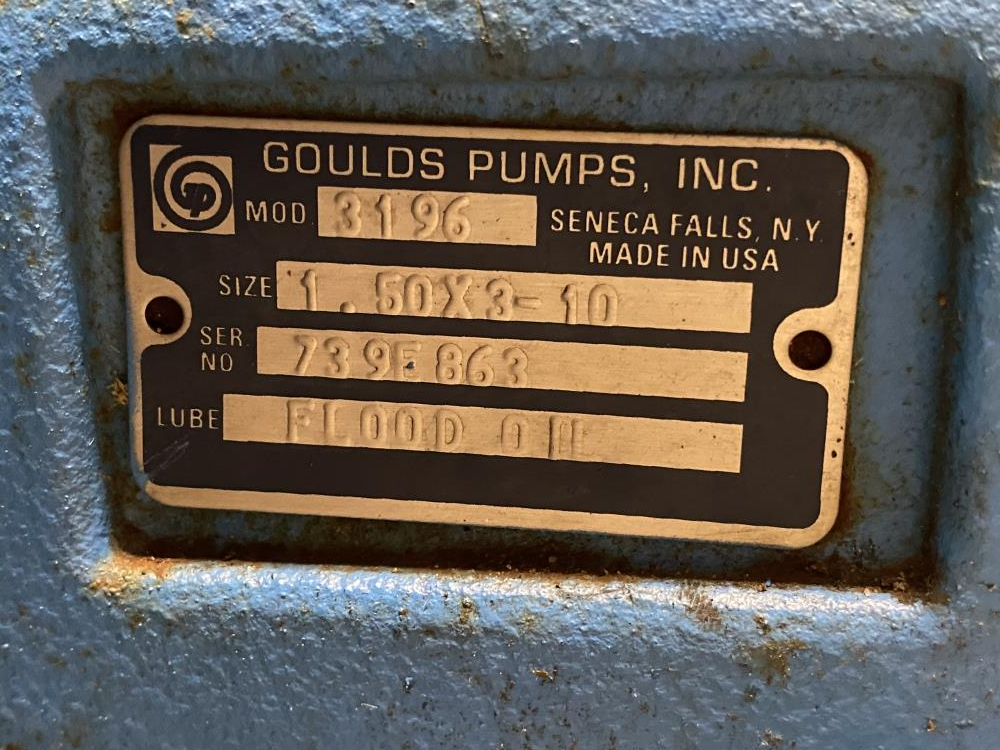 GOULDS PUMPS, INC.
MOD. 3196
SENECA FALLS, N.Y.
MADE IN USA
SIZE 1.50X3-10
SER. NO 739E863
LUBE FLOOD OIL